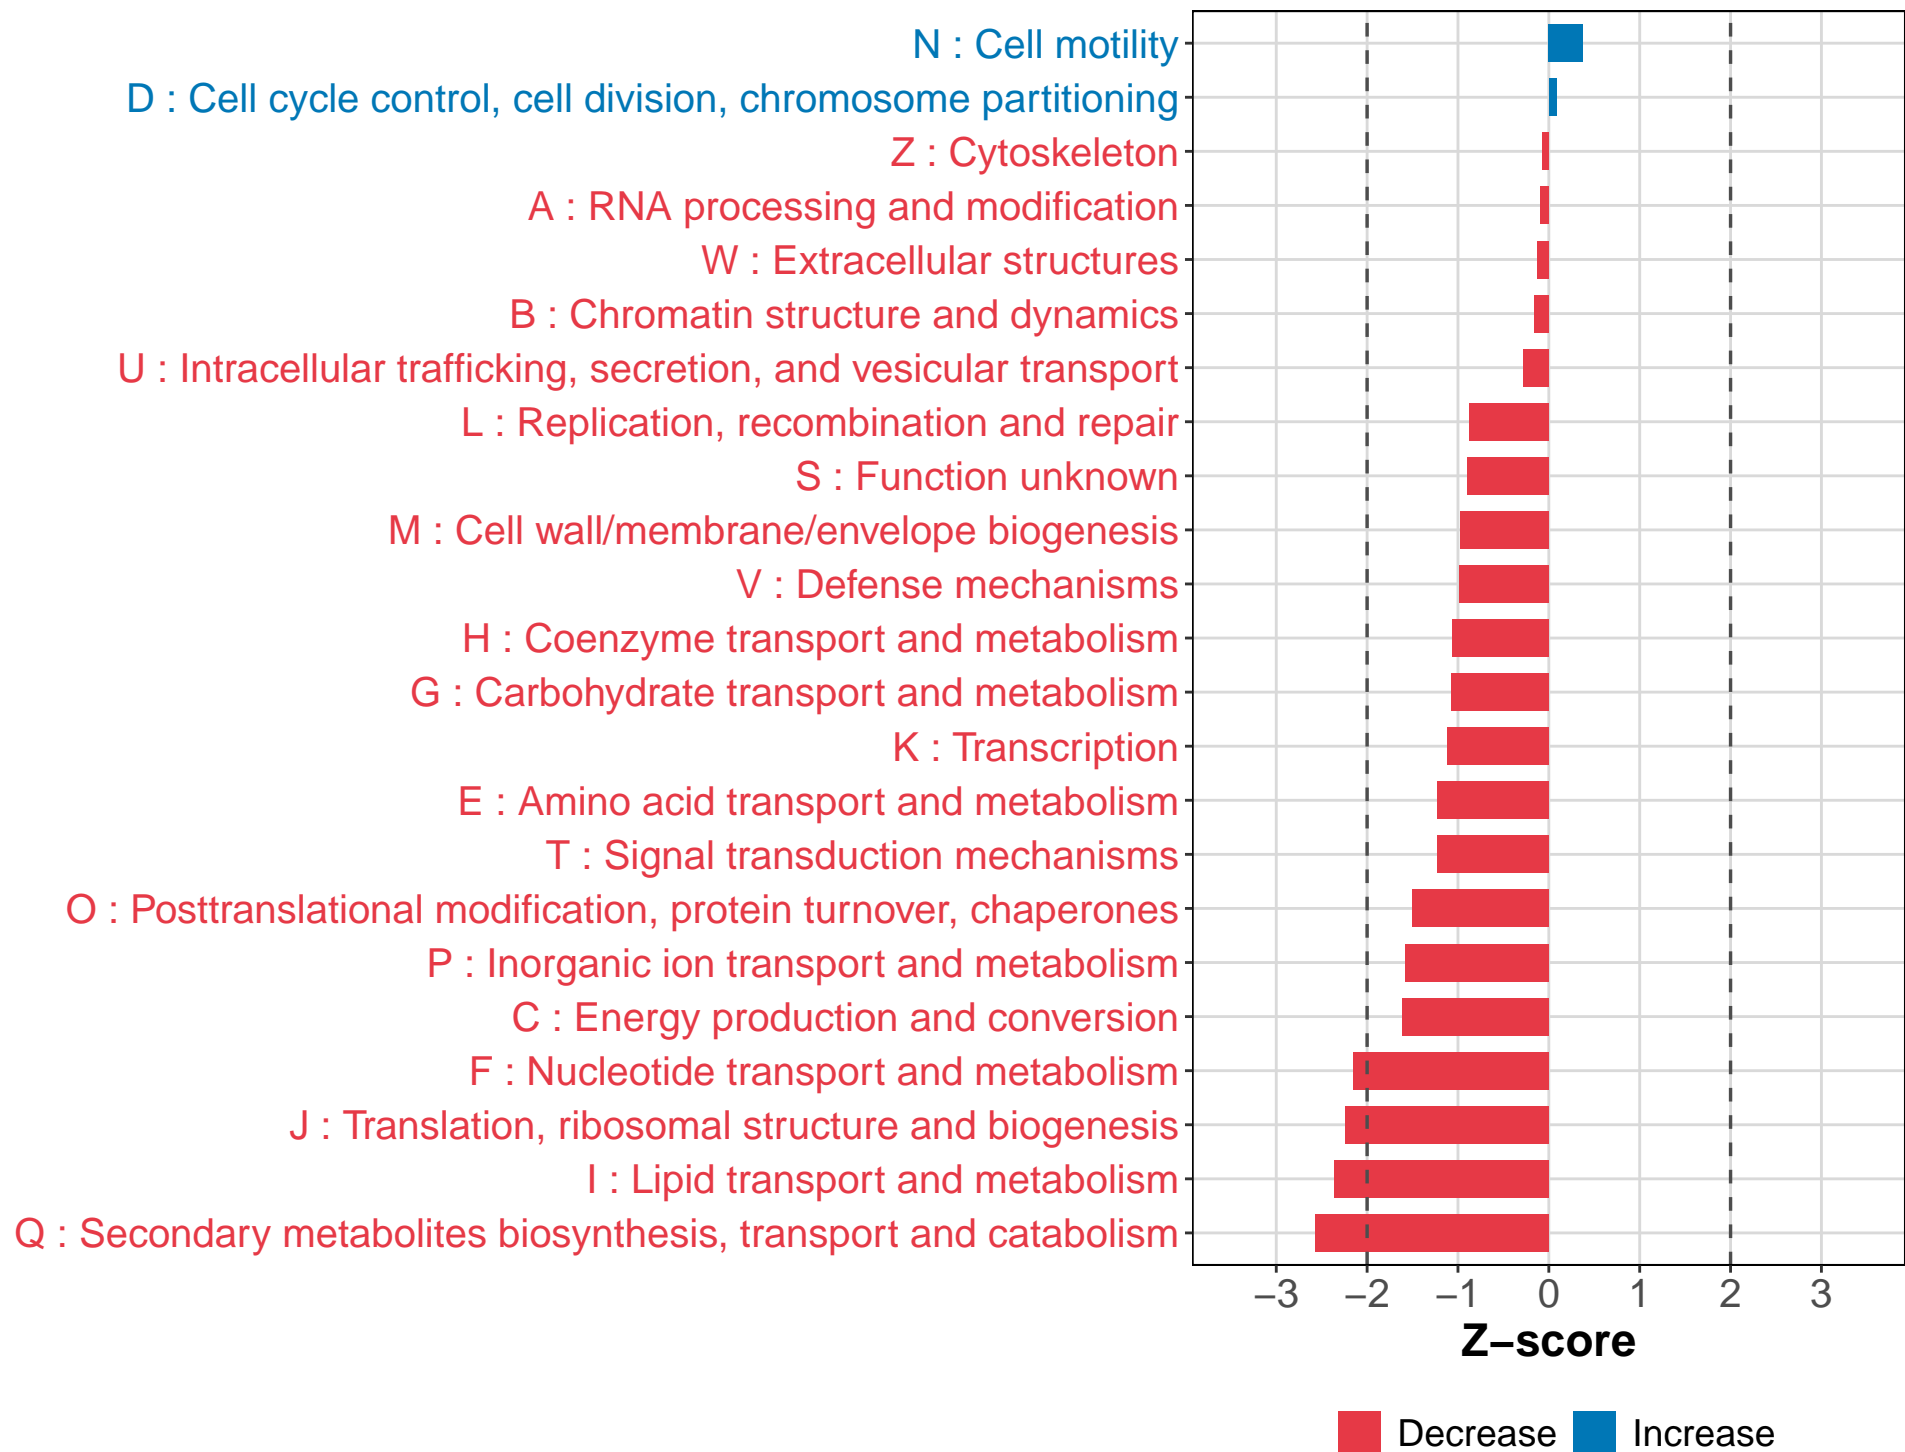 N : Cell motility
D : Cell cycle control, cell division, chromosome partitioning
Z : Cytoskeleton
A : RNA processing and modification
W : Extracellular structures
B : Chromatin structure and dynamics
U : Intracellular trafficking, secretion, and vesicular transport
L : Replication, recombination and repair
S : Function unknown
M : Cell wall/membrane/envelope biogenesis
V : Defense mechanisms
H : Coenzyme transport and metabolism
G : Carbohydrate transport and metabolism
K : Transcription
E : Amino acid transport and metabolism
T : Signal transduction mechanisms
O : Posttranslational modification, protein turnover, chaperones
P : Inorganic ion transport and metabolism
C : Energy production and conversion
F : Nucleotide transport and metabolism
J : Translation, ribosomal structure and biogenesis
I : Lipid transport and metabolism
Q : Secondary metabolites biosynthesis, transport and catabolism
−3 −2 −1 0 1 2 3
Z−score
Decrease Increase